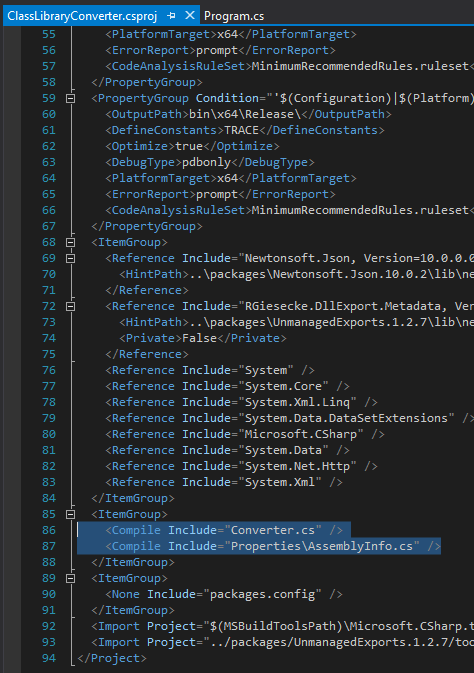 ClassLibraryConverter.csproj Program.cs
55 <PlatformTarget>x64</PlatformTarget>
56 <ErrorReport>prompt</ErrorReport>
57 <CodeAnalysisRuleSet>MinimumRecommendedRules.ruleset<
58 </PropertyGroup>
59 <PropertyGroup Condition="'$(Configuration)|$(Platform)
60 <OutputPath>bin\x64\Release\</OutputPath>
61 <DefineConstants>TRACE</DefineConstants>
62 <Optimize>true</Optimize>
63 <DebugType>pdbonly</DebugType>
64 <PlatformTarget>x64</PlatformTarget>
65 <ErrorReport>prompt</ErrorReport>
66 <CodeAnalysisRuleSet>MinimumRecommendedRules.ruleset<
67 </PropertyGroup>
68 <ItemGroup>
69 <Reference Include="Newtonsoft.Json, Version=10.0.0.0
70 <HintPath>..\packages\Newtonsoft.Json.10.0.2\lib\ne
71 </Reference>
72 <Reference Include="RGiesecke.DllExport.Metadata, Ver
73 <HintPath>..\packages\UnmanagedExports.1.2.7\lib\ne
74 <Private>False</Private>
75 </Reference>
76 <Reference Include="System" />
77 <Reference Include="System.Core" />
78 <Reference Include="System.Xml.Linq" />
79 <Reference Include="System.Data.DataSetExtensions" />
80 <Reference Include="Microsoft.CSharp" />
81 <Reference Include="System.Data" />
82 <Reference Include="System.Net.Http" />
83 <Reference Include="System.Xml" />
84 </ItemGroup>
85 <ItemGroup>
86 <Compile Include="Converter.cs" />
87 <Compile Include="Properties\AssemblyInfo.cs" />
88 </ItemGroup>
89 <ItemGroup>
90 <None Include="packages.config" />
91 </ItemGroup>
92 <Import Project="$(MSBuildToolsPath)\Microsoft.CSharp.t
93 <Import Project="../packages/UnmanagedExports.1.2.7/too
94 </Project>